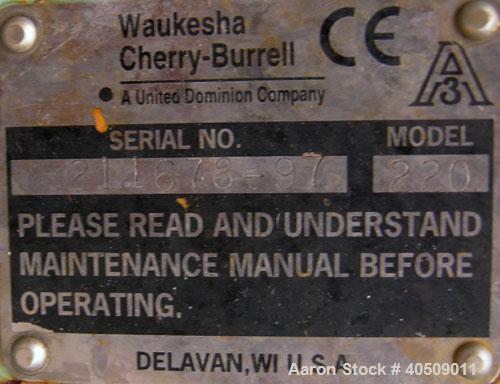 Waukesha
Cherry-Burrell
CE
A
3
A United Dominion Company
SERIAL NO.
MODEL
211678-97
220
PLEASE READ AND UNDERSTAND
MAINTENANCE MANUAL BEFORE
OPERATING.
DELAVAN, WI U.S.A.
Aaron Stock # 40509011